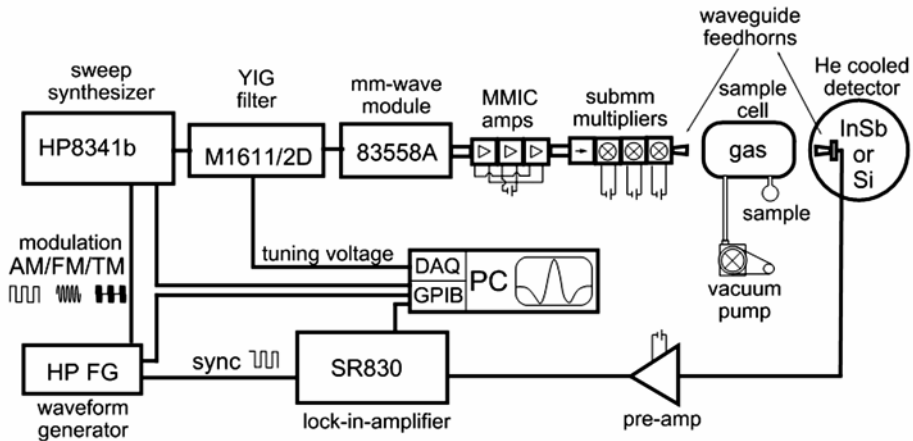 waveguide
feedhorns
sweep
synthesizer
YIG
filter
mm-wave
module
MMIC
amps
submm
multipliers
sample
cell
He cooled
detector
HP8341b
M1611/2D
83558A
gas
InSb
or
Si
sample
vacuum
pump
modulation
AM/FM/TM
tuning voltage
DAQ
GPIB
PC
HP FG
waveform
generator
sync
SR830
lock-in-amplifier
pre-amp